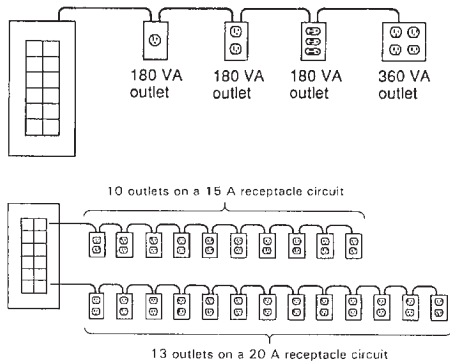 180 VA 180 VA 180 VA 360 VA
outlet outlet outlet outlet
10 outlets on a 15 A receptacle circuit
13 outlets on a 20 A receptacle circuit